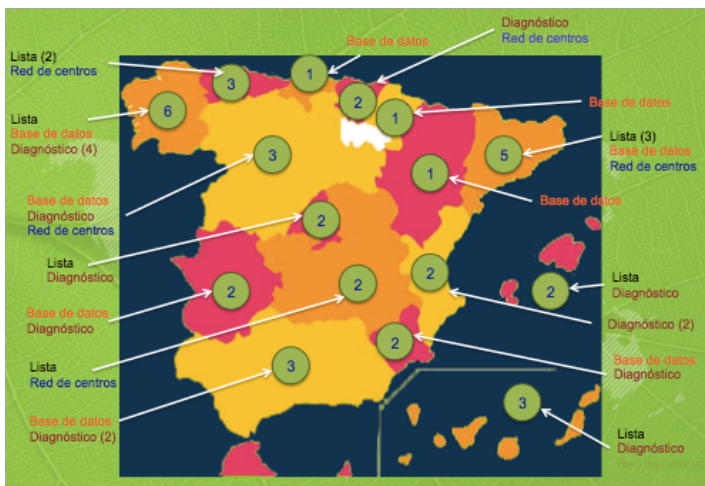 Diagnóstico
Red de centros
Base de datos
Lista (2)
Red de centros
3
1
2
1
Base de datos
6
Lista
Base de datos
Diagnóstico (4)
Lista (3)
Base de datos
Red de centros
3
5
1
Base de datos
Base de datos
Diagnóstico
Red de centros
2
Lista
Diagnóstico
2
2
2
2
Lista
Diagnóstico
Base de datos
Diagnóstico
Diagnóstico (2)
2
Base de datos
Diagnóstico
Lista
Red de centros
3
3
Base de datos
Diagnóstico (2)
Lista
Diagnóstico
Red de centros